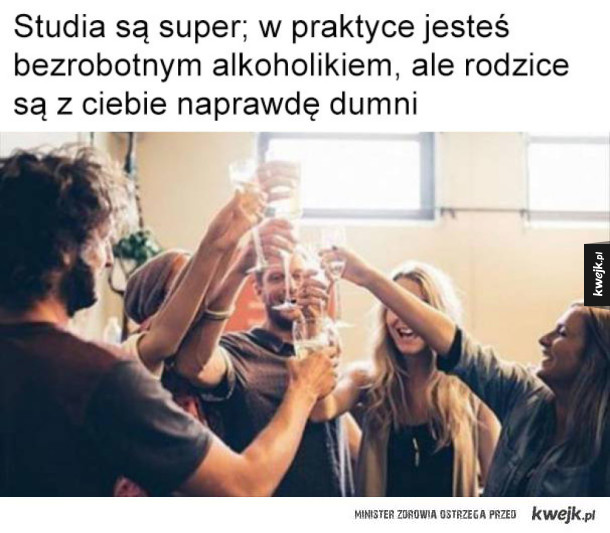 Studia są super; w praktyce jesteś
bezrobotnym alkoholikiem, ale rodzice
są z ciebie naprawdę dumni
kwejk.pl
MINISTER ZDROWIA OSTRZEGA PRZED kwejk.pl